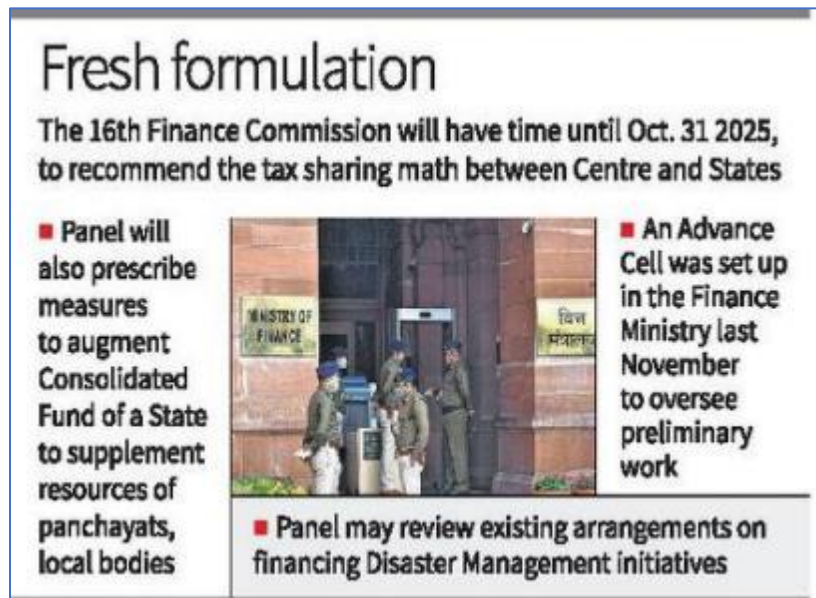 Fresh formulation
The 16th Finance Commission will have time until Oct. 31 2025,
to recommend the tax sharing math between Centre and States
■ Panel will
also prescribe
measures
to augment
Consolidated
Fund of a State
to supplement
resources of
panchayats,
local bodies
MINISTRY OF
FINANCE
वित्त
मंत्रालय
■ An Advance
Cell was set up
in the Finance
Ministry last
November
to oversee
preliminary
work
■ Panel may review existing arrangements on
financing Disaster Management initiatives